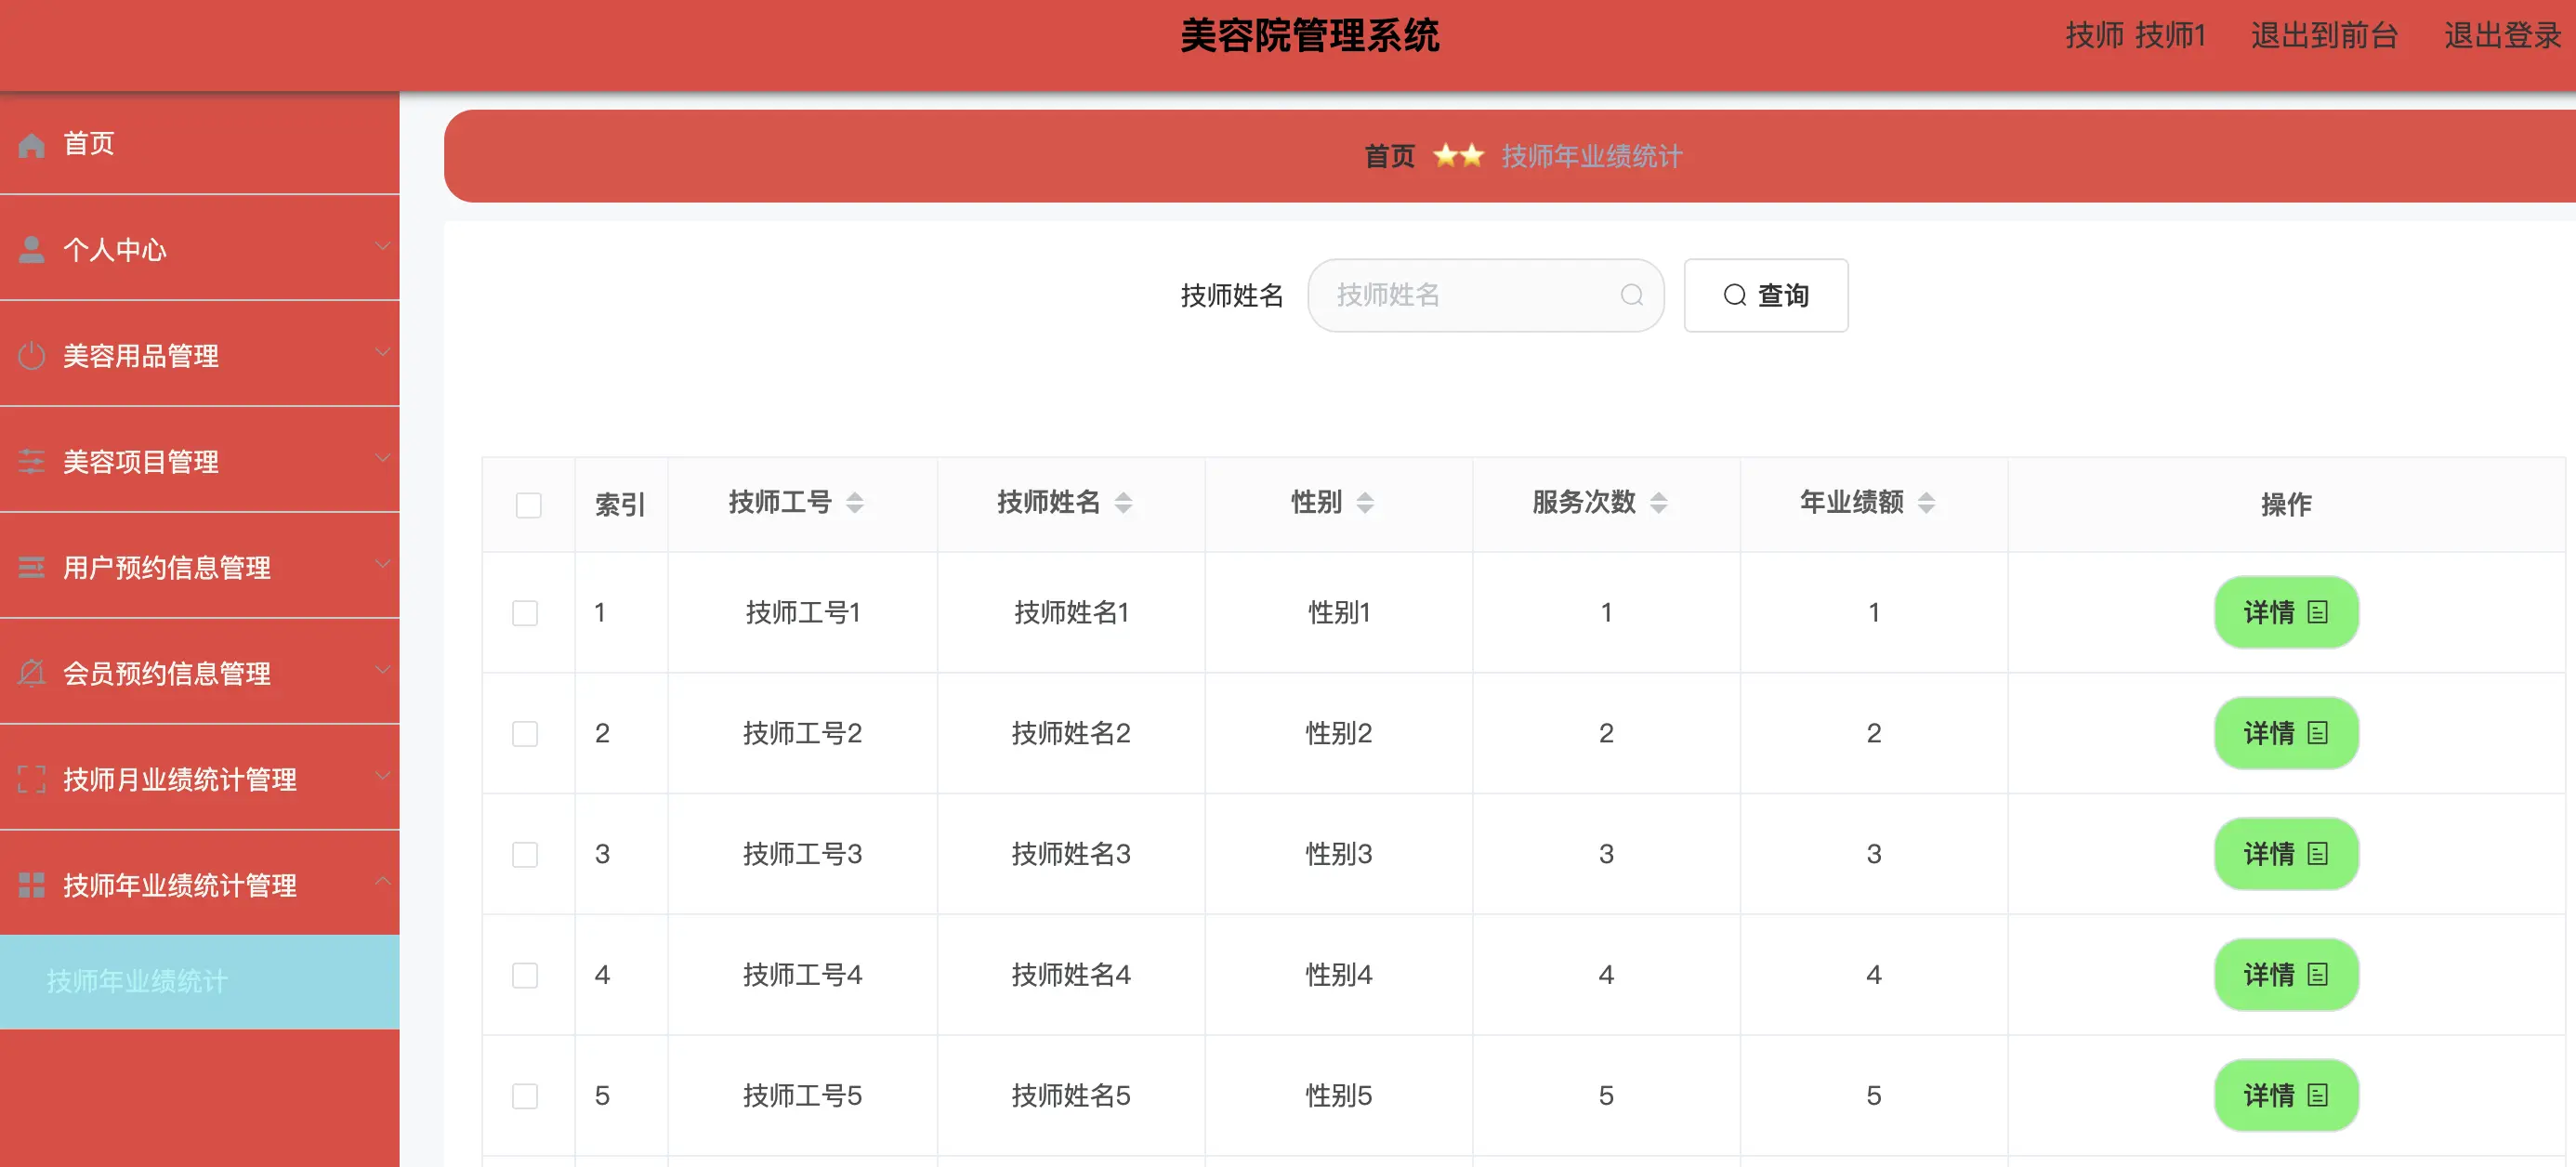 美容院管理系统
技师 技师1 退出到前台 退出登录
首页
个人中心
美容用品管理
美容项目管理
用户预约信息管理
会员预约信息管理
技师月业绩统计管理
技师年业绩统计管理
技师年业绩统计
首页 ⭐⭐ 技师年业绩统计
技师姓名 技师姓名 查询
索引 技师工号 技师姓名 性别 服务次数 年业绩额 操作
1 技师工号1 技师姓名1 性别1 1 1 详情
2 技师工号2 技师姓名2 性别2 2 2 详情
3 技师工号3 技师姓名3 性别3 3 3 详情
4 技师工号4 技师姓名4 性别4 4 4 详情
5 技师工号5 技师姓名5 性别5 5 5 详情